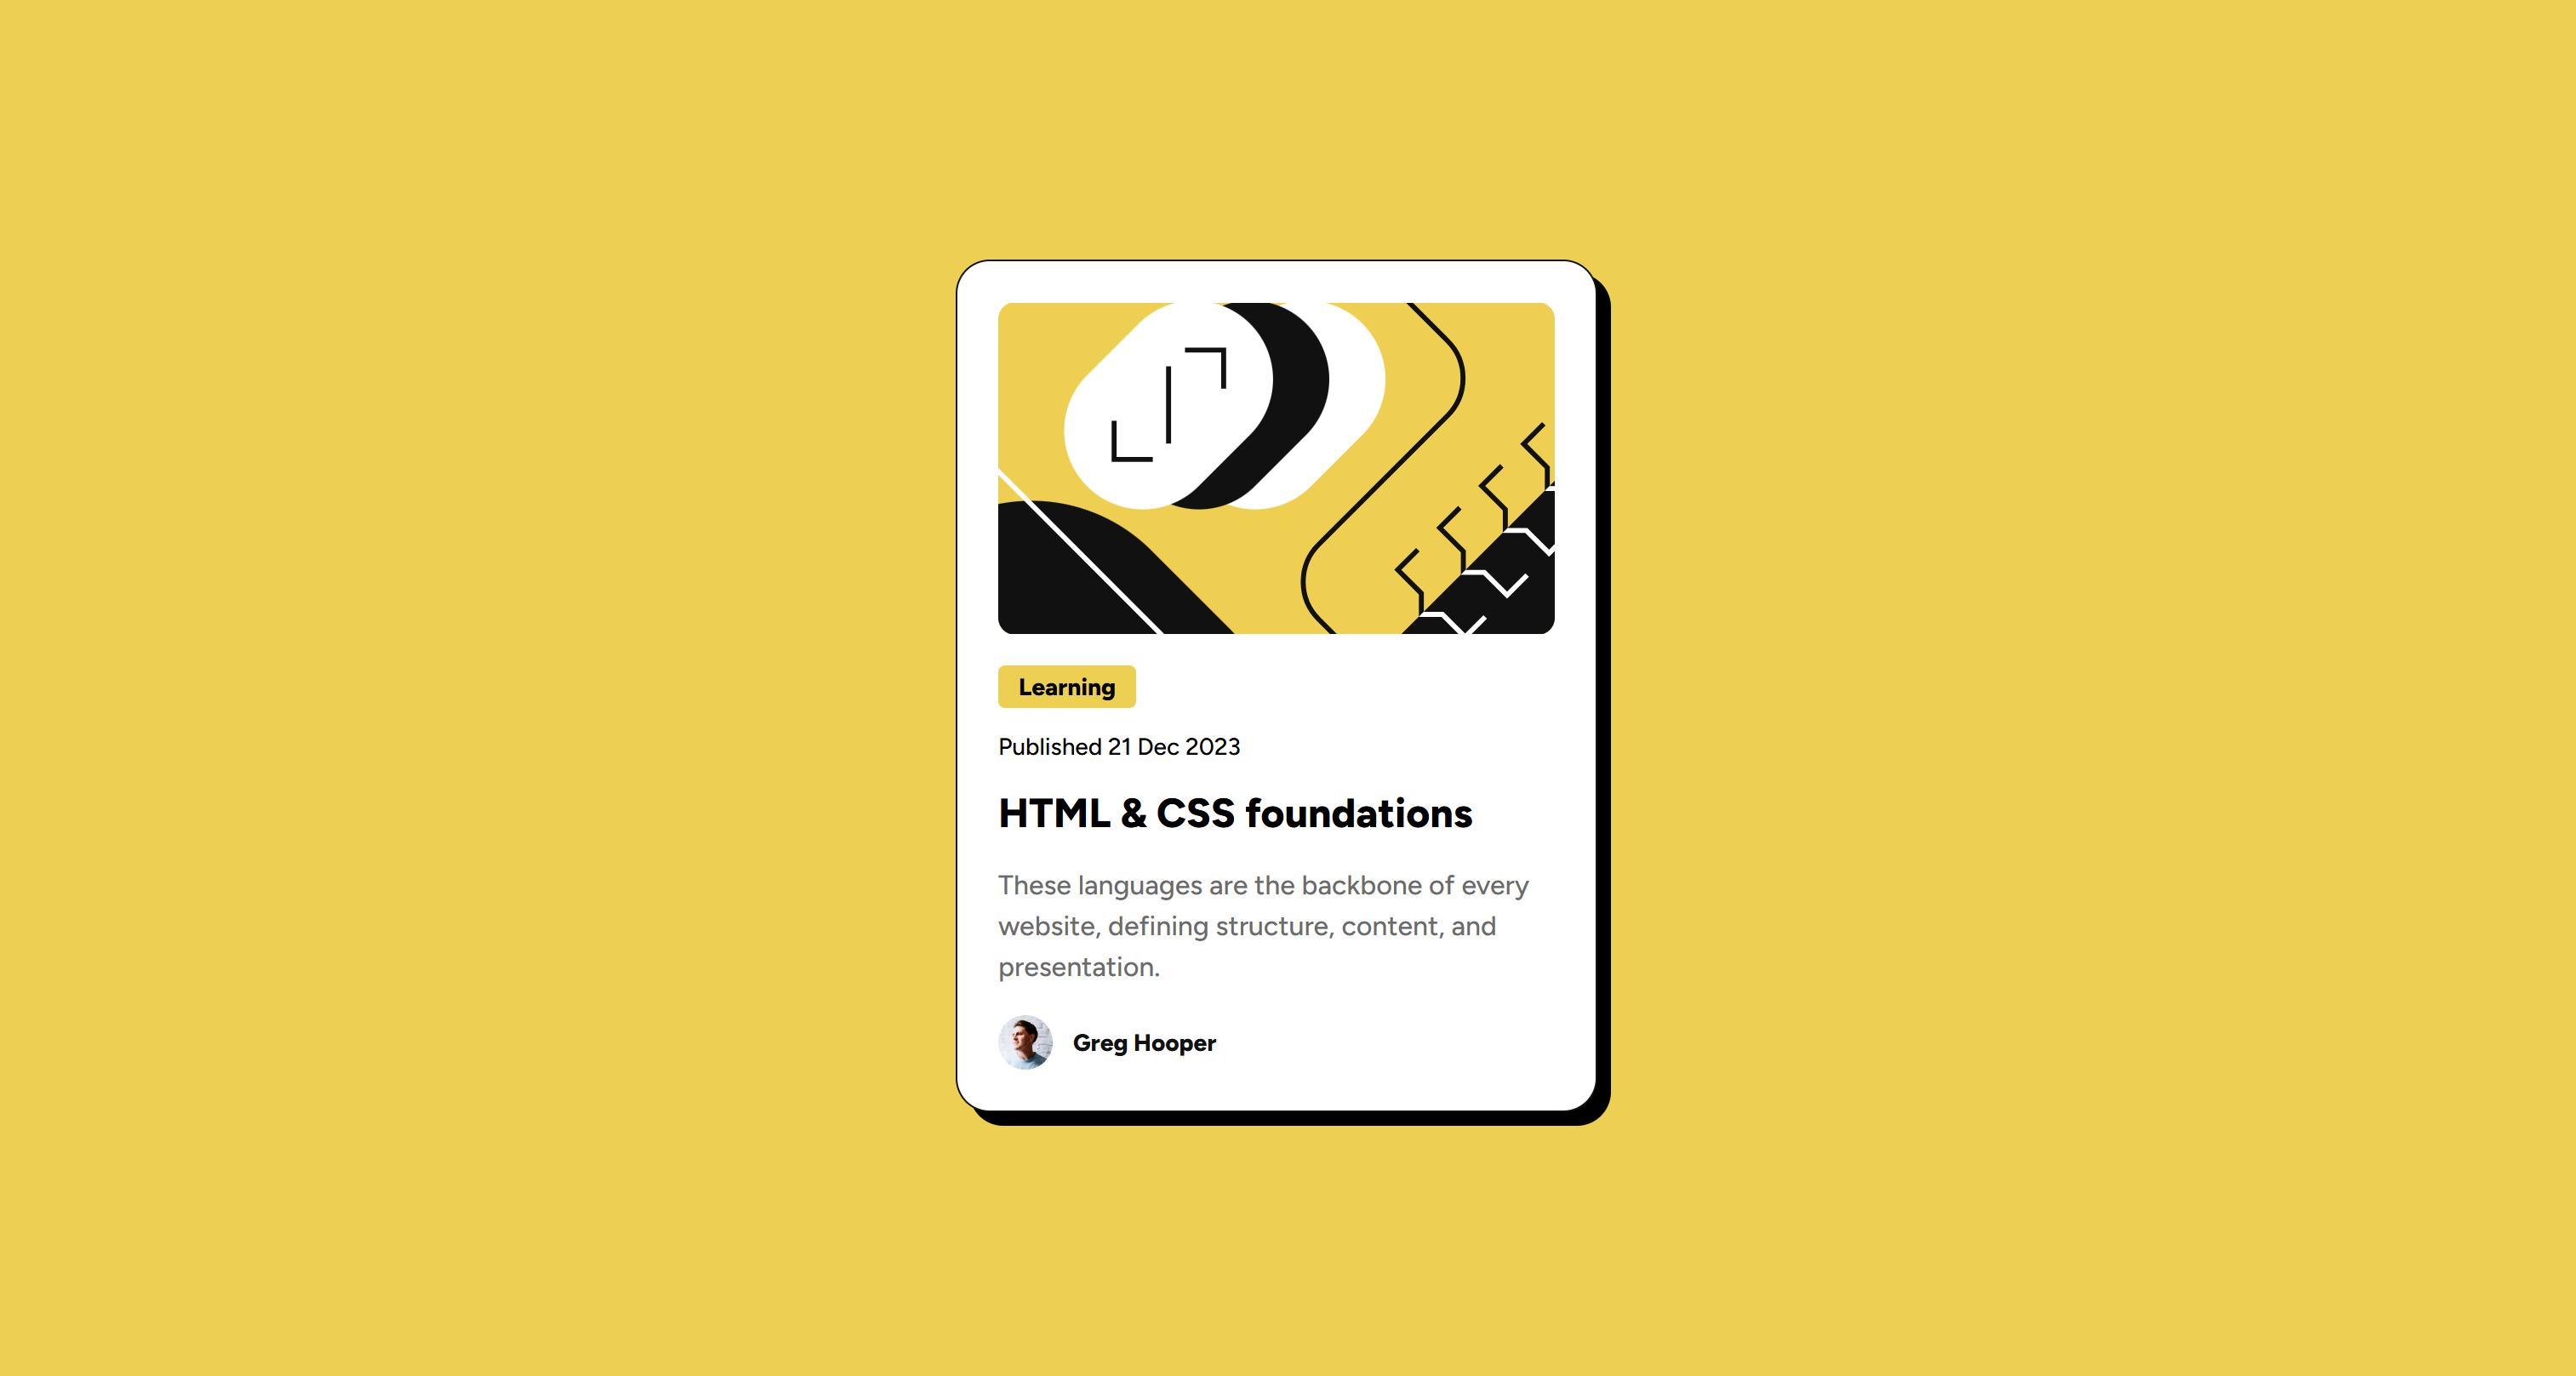 Learning
Published 21 Dec 2023
HTML & CSS foundations
These languages are the backbone of every
website, defining structure, content, and
presentation.
Greg Hooper